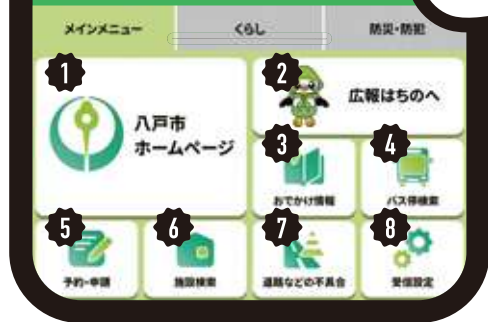 メインメニュー
くらし
防災・防犯
1
八戸市
ホームページ
2
広報はちのへ
3
おでかけ情報
4
バス停検索
5
予約・申請
6
施設検索
7
道路などの不具合
8
受信設定